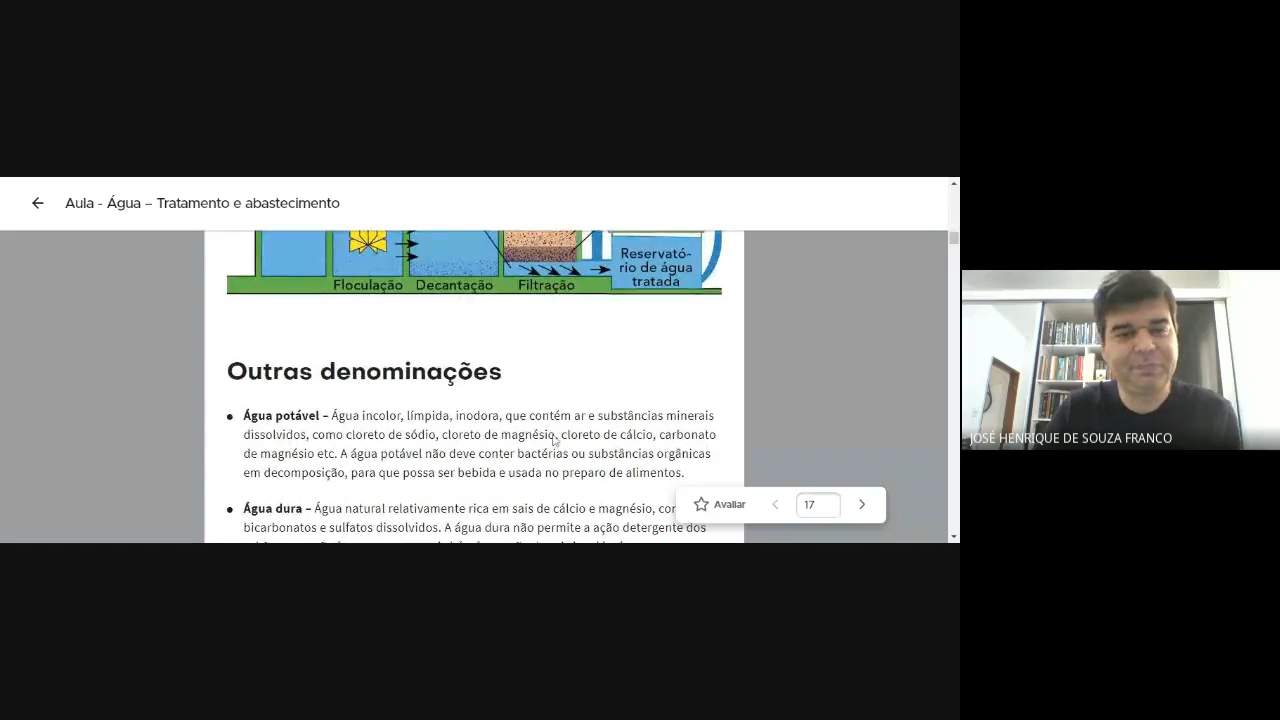 Aula - Água – Tratamento e abastecimento
Floculação Decantação Filtração
Reservató-
rio de água
tratada
Outras denominações
• Água potável – Água incolor, límpida, inodora, que contém ar e substâncias minerais
dissolvidos, como cloreto de sódio, cloreto de magnésio, cloreto de cálcio, carbonato
de magnésio etc. A água potável não deve conter bactérias ou substâncias orgânicas
em decomposição, para que possa ser bebida e usada no preparo de alimentos.
• Água dura – Água natural relativamente rica em sais de cálcio e magnésio,
bicarbonatos e sulfatos dissolvidos. A água dura não permite a ação detergente dos
Avaliar 17
JOSÉ HENRIQUE DE SOUZA FRANCO